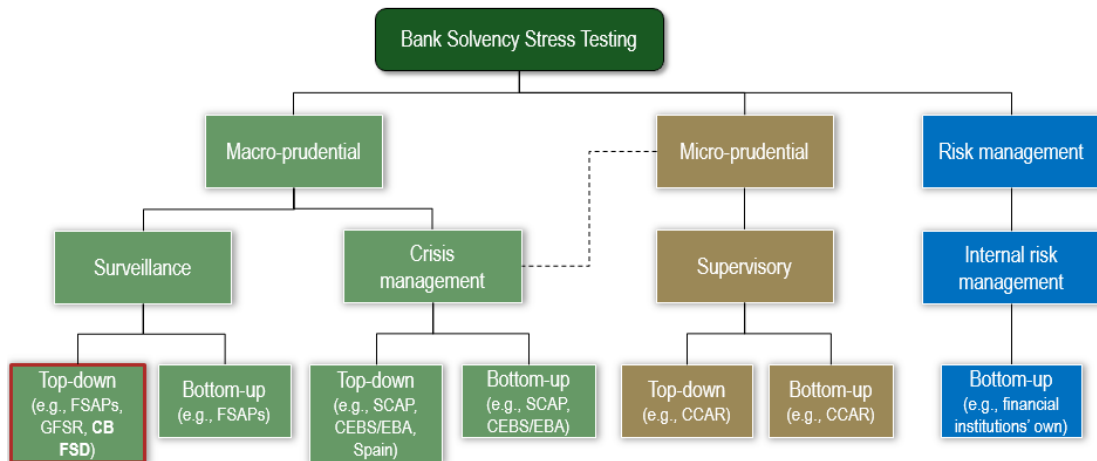 Bank Solvency Stress Testing
Macro-prudential
Micro-prudential
Risk management
Surveillance
Crisis
management
Supervisory
Internal risk
management
Top-down
(e.g., FSAPs,
GFSR, CB
FSD)
Bottom-up
(e.g., FSAPs)
Top-down
(e.g., SCAP,
CEBS/EBA,
Spain)
Bottom-up
(e.g., SCAP,
CEBS/EBA)
Top-down
(e.g., CCAR)
Bottom-up
(e.g., CCAR)
Bottom-up
(e.g., financial
institutions' own)